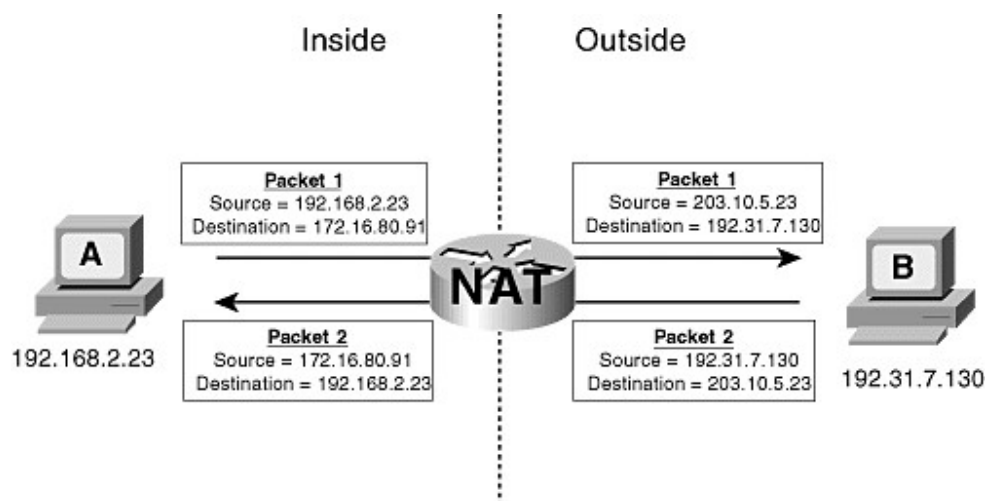 Inside
Outside
Packet 1
Source = 192.168.2.23
Destination = 172.16.80.91
Packet 1
Source = 203.10.5.23
Destination = 192.31.7.130
A
NAT
B
Packet 2
Source = 172.16.80.91
Destination = 192.168.2.23
Packet 2
Source = 192.31.7.130
Destination = 203.10.5.23
192.168.2.23
192.31.7.130